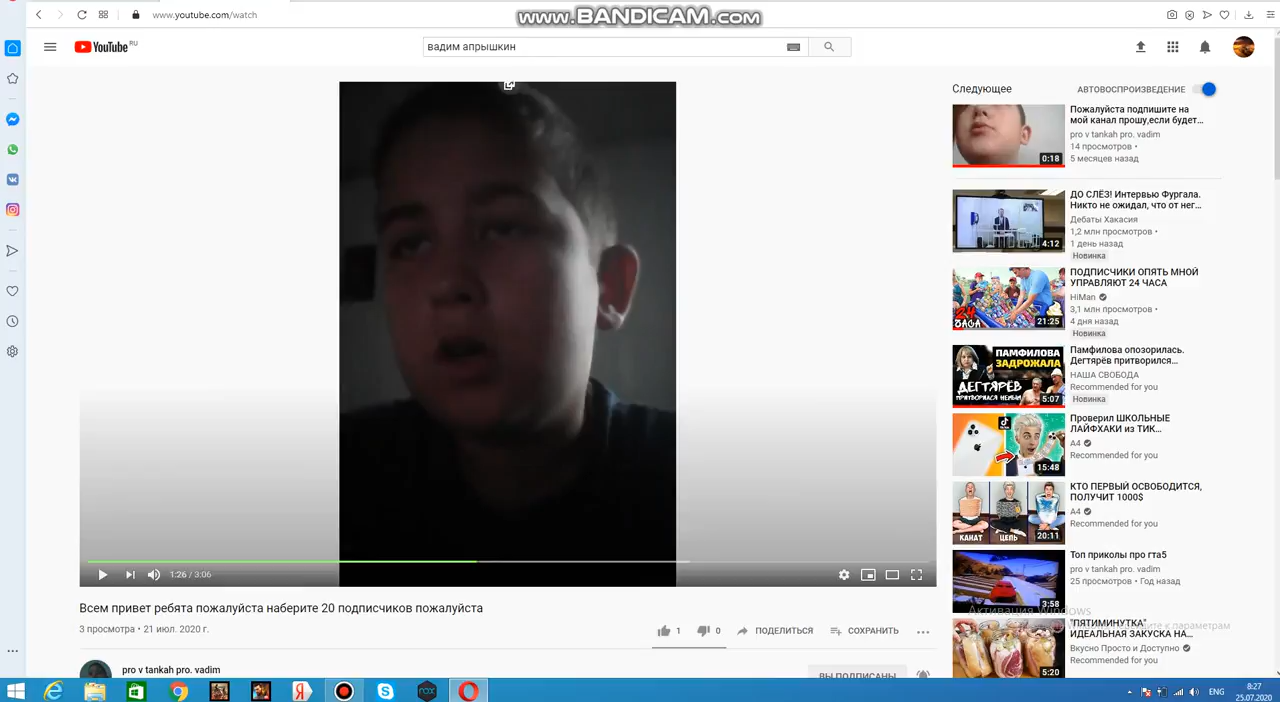 www.BANDICAM.com
www.youtube.com/watch
YouTube RU
вадим апрышкин
Следующее
АВТОВОСПРОИЗВЕДЕНИЕ
Пожалуйста подпишите на
мой канал прошу,если будет…
pro v tankah pro. vadim
14 просмотров •
5 месяцев назад
0:18
ДО СЛЁЗ! Интервью Фургала.
Никто не ожидал, что от нег…
Дебаты Хакасия
1,2 млн просмотров •
1 день назад
Новинка
4:12
ПОДПИСЧИКИ ОПЯТЬ МНОЙ
УПРАВЛЯЮТ 24 ЧАСА
HiMan
3,1 млн просмотров •
4 дня назад
Новинка
24
ЧАСА
21:25
Памфилова опозорилась.
Дегтярёв притворился…
НАША СВОБОДА
Recommended for you
Новинка
ПАМФИЛОВА
ЗАДРОЖАЛА
ДЕГТЯРЁВ
ПРИТВОРИЛСЯ НЕМЫМ
5:07
Проверил ШКОЛЬНЫЕ
ЛАЙФХАКИ из ТИК…
A4
Recommended for you
15:48
КТО ПЕРВЫЙ ОСВОБОДИТСЯ,
ПОЛУЧИТ 1000$
A4
Recommended for you
КАНАТ
ЦЕПЬ
20:11
Топ приколы про гта5
pro v tankah pro. vadim
25 просмотров • Год назад
3:58
Активация Windows
"ПЯТИМИНУТКА"
ИДЕАЛЬНАЯ ЗАКУСКА НА…
Вкусно Просто и Доступно
Recommended for you
5:20
к параметрам
1:26 / 3:06
Всем привет ребята пожалуйста наберите 20 подписчиков пожалуйста
3 просмотра • 21 июл. 2020 г.
1
0
ПОДЕЛИТЬСЯ
СОХРАНИТЬ
pro v tankah pro. vadim
ВЫ ПОДПИСАНЫ
ROX
ENG
8:27
25.07.2020